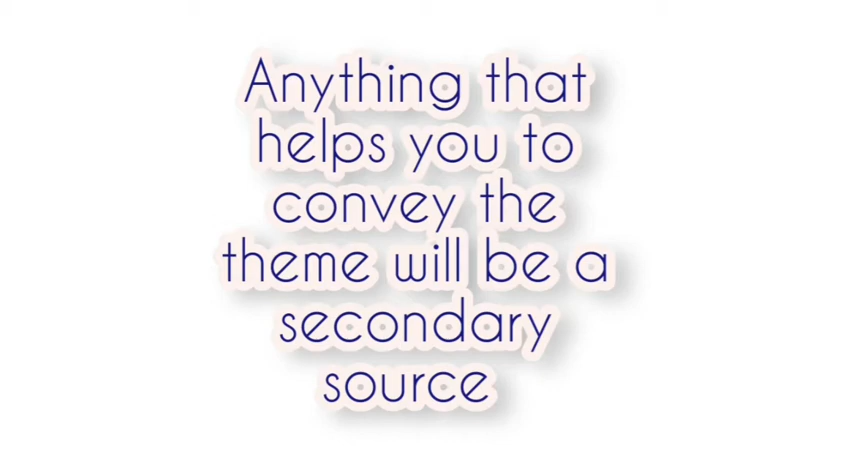 Anything that
helps you to
convey the
theme will be a
secondary
source